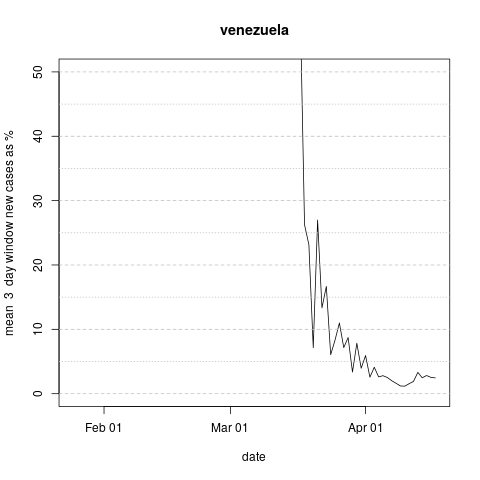 venezuela
mean 3 day window new cases as %
50
40
30
20
10
0
Feb 01
Mar 01
Apr 01
date